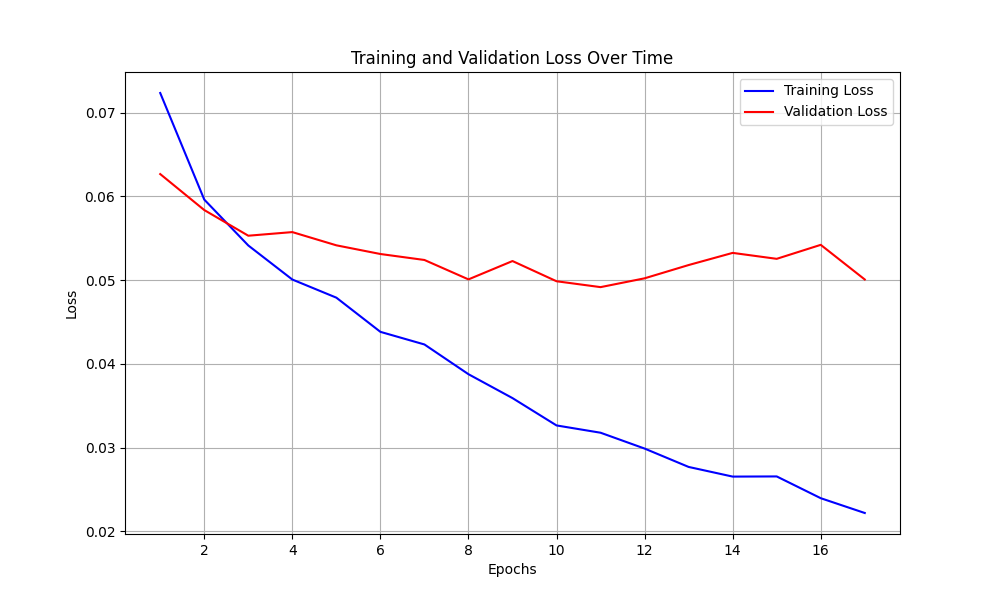 Training and Validation Loss Over Time
Training Loss
Validation Loss
0.07
0.06
0.05
0.04
0.03
0.02
Loss
2 4 6 8 10 12 14 16
Epochs